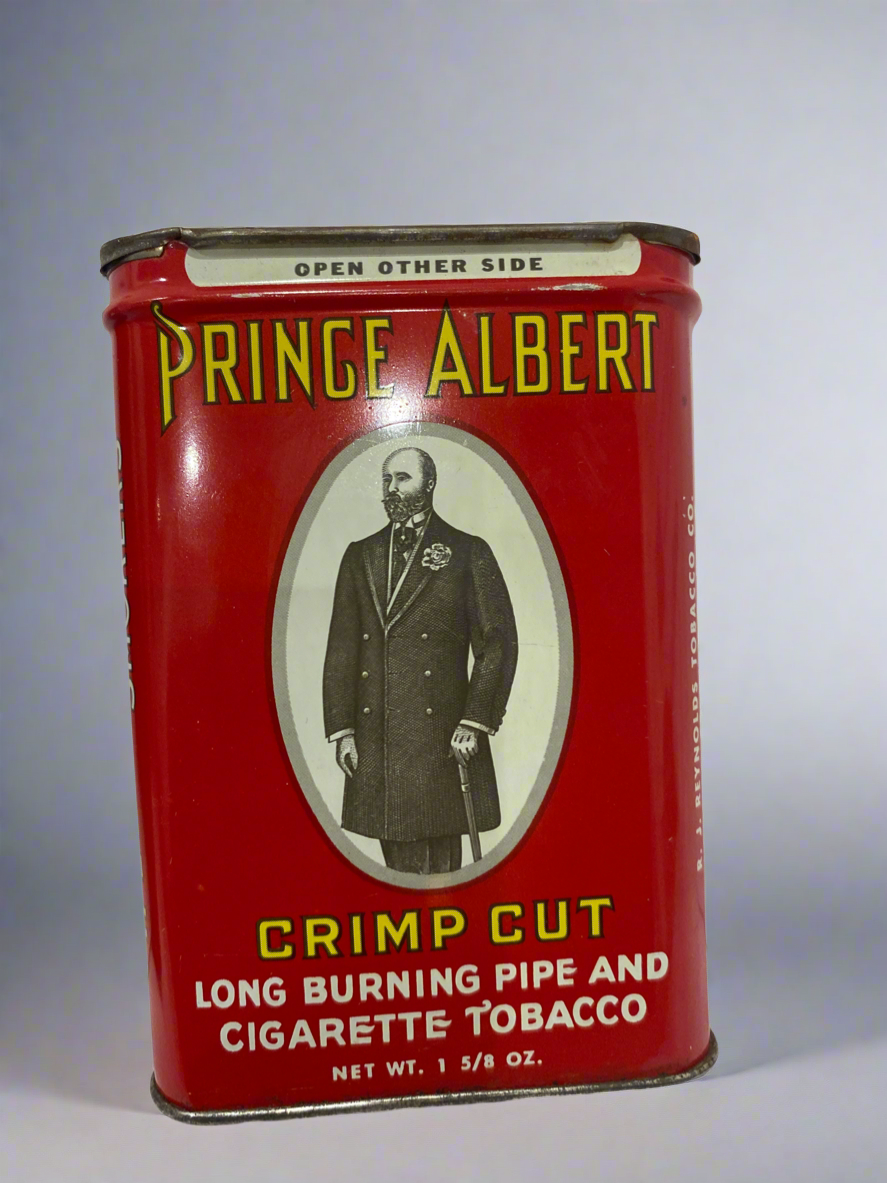 OPEN OTHER SIDE
PRINCE ALBERT
CRIMP CUT
LONG BURNING PIPE AND
CIGARETTE TOBACCO
NET WT. 1 5/8 OZ.
R. J. REYNOLDS TOBACCO CO.